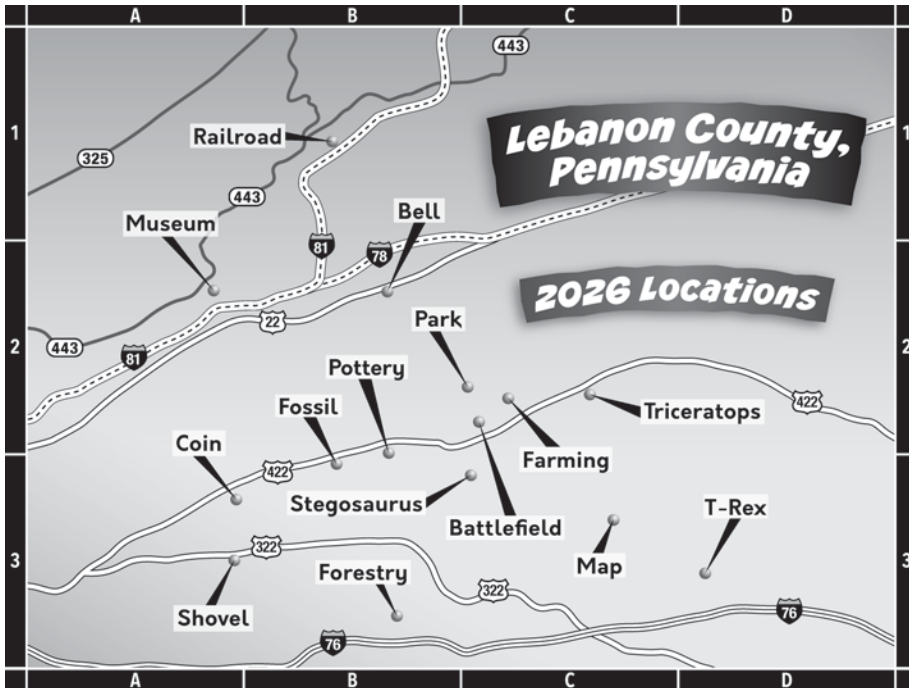 A B C D
443
1 1
Lebanon County,
Pennsylvania
Railroad
325
443
Museum
Bell
81
78
2026 Locations
22
Park
443
81
2 2
Pottery
422
Fossil
Triceratops
Coin
Farming
422
Stegosaurus
Battlefield
T-Rex
322
Map
3 3
Forestry
322
Shovel
76
76
A B C D